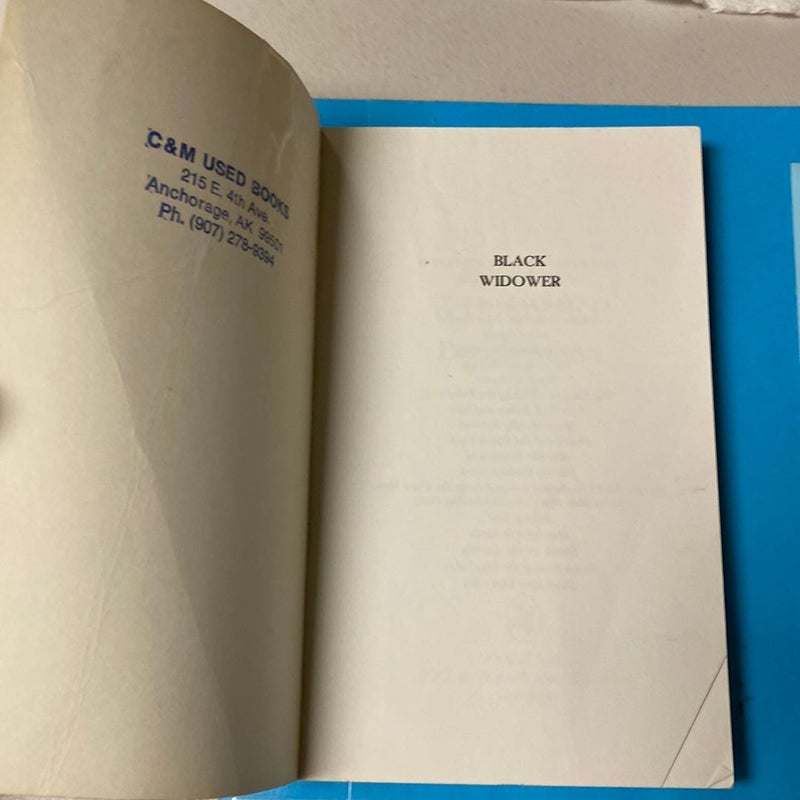 C&M USED BOOKS
215 E. 4th Ave.
Anchorage, AK 99501
Ph. (907) 278-9394
BLACK
WIDOWER